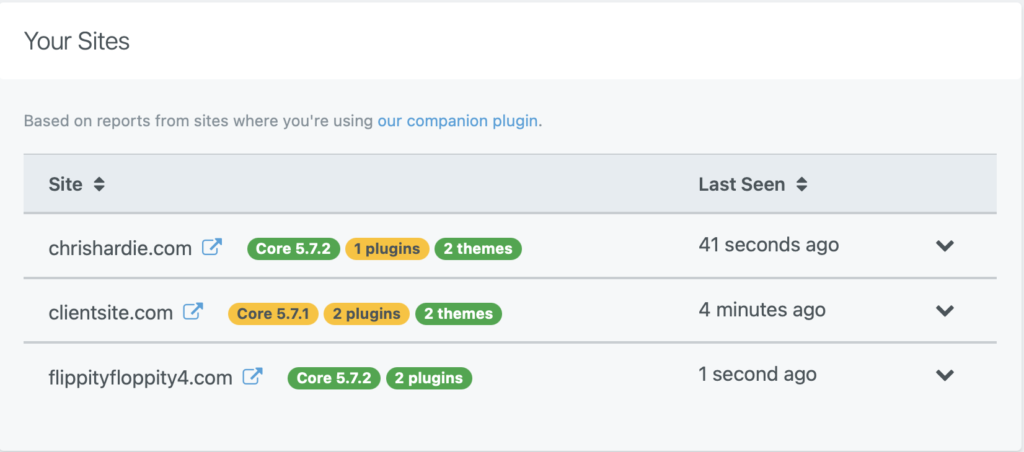 Your Sites
Based on reports from sites where you're using our companion plugin.
Site Last Seen
chrishardie.com Core 5.7.2 1 plugins 2 themes 41 seconds ago
clientsite.com Core 5.7.1 2 plugins 2 themes 4 minutes ago
flippityfloppity4.com Core 5.7.2 2 plugins 1 second ago